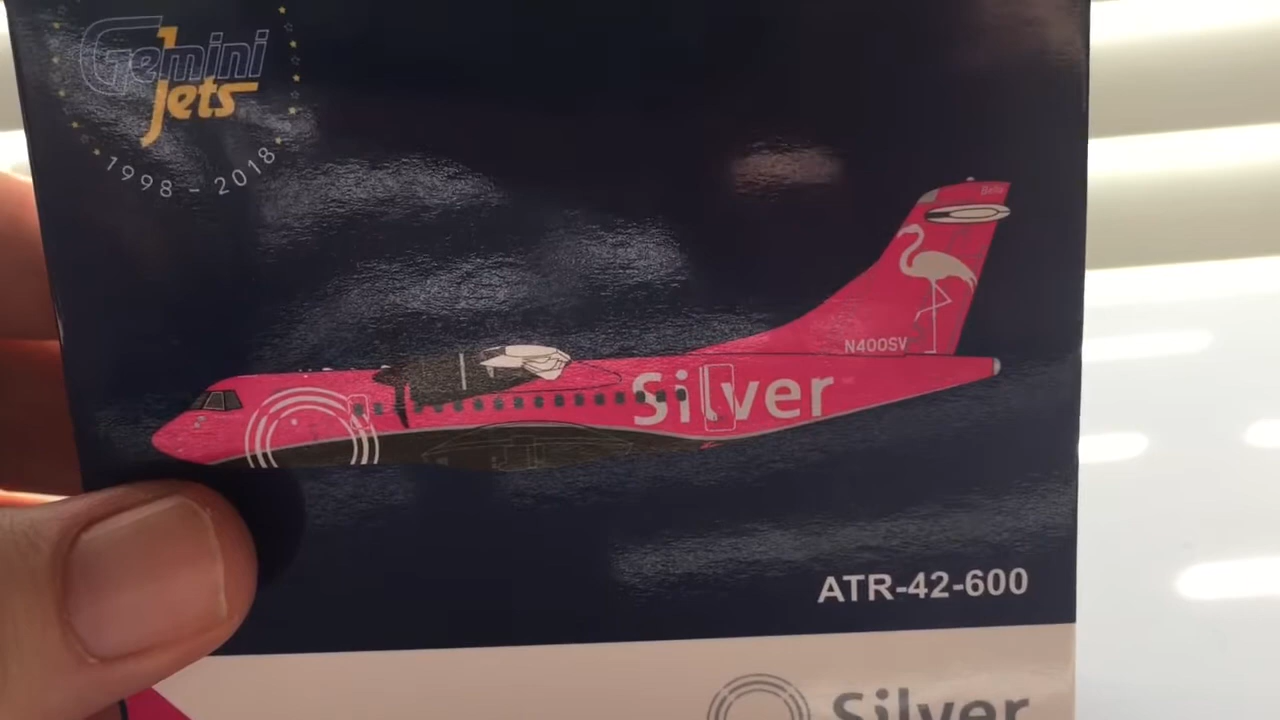 Gemini
Jets
1998 - 2018
Bella
N400SV
Silver
ATR-42-600
Silver